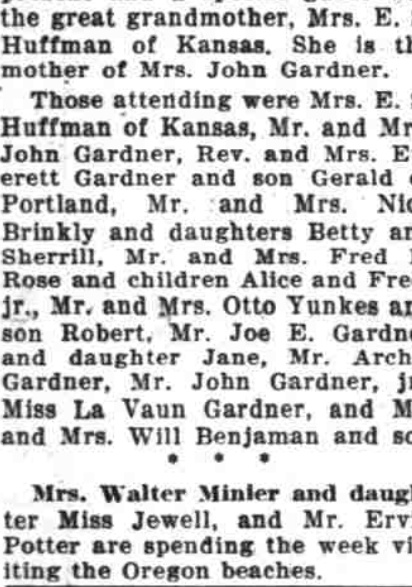 the great grandmother, Mrs. E.
Huffman of Kansas. She is th
mother of Mrs. John Gardner.
Those attending were Mrs. E. S
Huffman of Kansas, Mr. and Mr
John Gardner, Rev. and Mrs. E
erett Gardner and son Gerald o
Portland, Mr. and Mrs. Nic
Brinkly and daughters Betty an
Sherrill, Mr. and Mrs. Fred
Rose and children Alice and Fre
jr., Mr. and Mrs. Otto Yunkes an
son Robert, Mr. Joe E. Gardne
and daughter Jane, Mr. Arch
Gardner, Mr. John Gardner, jr
Miss La Vaun Gardner, and M
and Mrs. Will Benjaman and so
* * *
Mrs. Walter Minier and daugh
ter Miss Jewell, and Mr. Ervi
Potter are spending the week vi
iting the Oregon beaches.